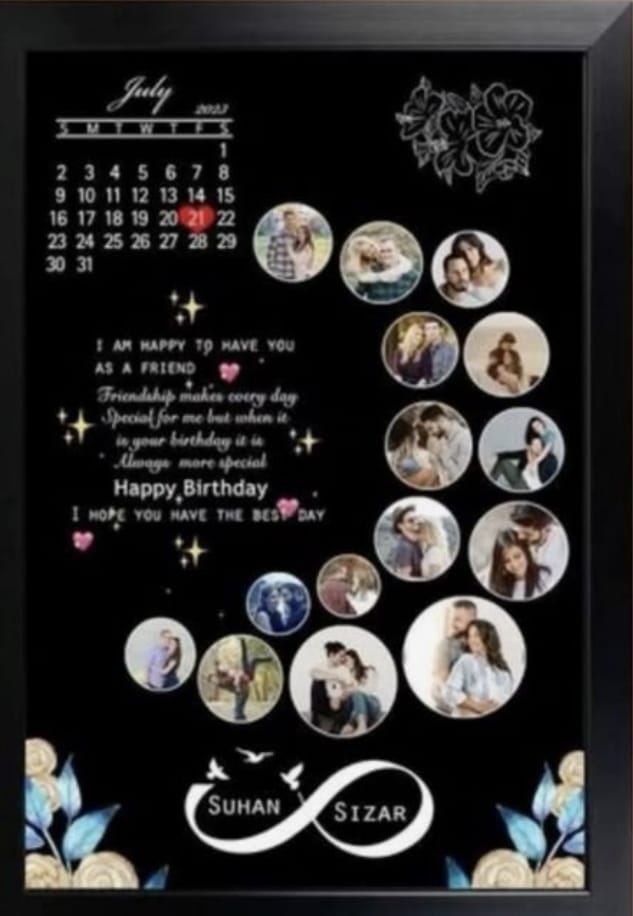 July
2023
S M T W T F S
1
2 3 4 5 6 7 8
9 10 11 12 13 14 15
16 17 18 19 20 21 22
23 24 25 26 27 28 29
30 31
I AM HAPPY TO HAVE YOU
AS A FRIEND
Friendship makes every day
Special for me but when it
is your birthday it is
Always more special
Happy Birthday
I HOPE YOU HAVE THE BEST DAY
SUHAN SIZAR